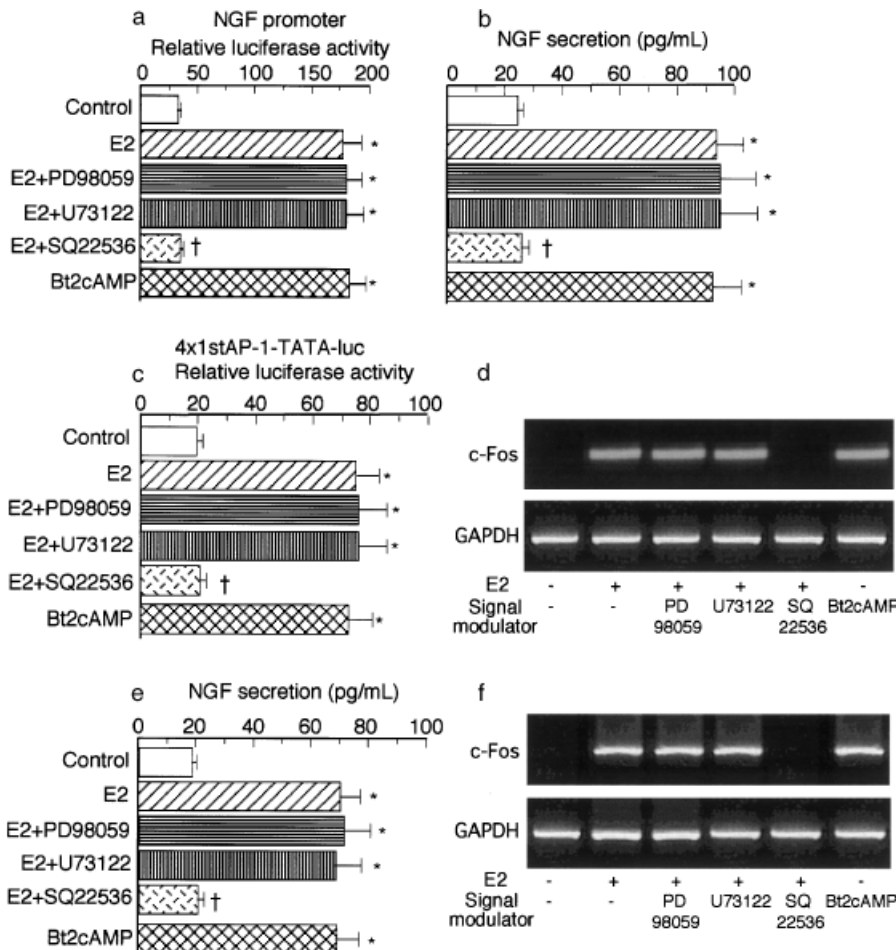 a
NGF promoter
Relative luciferase activity
0 50 100 150 200
Control
E2 *
E2+PD98059 *
E2+U73122 *
E2+SQ22536 †
Bt2cAMP *
b
NGF secretion (pg/mL)
0 20 40 60 80 100
*
*
*
†
*
c
4x1stAP-1-TATA-luc
Relative luciferase activity
0 20 40 60 80 100
Control
E2 *
E2+PD98059 *
E2+U73122 *
E2+SQ22536 †
Bt2cAMP *
d
c-Fos
GAPDH
E2 - + + + + -
Signal - - PD U73122 SQ Bt2cAMP
modulator 98059 22536
e
NGF secretion (pg/mL)
0 20 40 60 80 100
Control
E2 *
E2+PD98059 *
E2+U73122 *
E2+SQ22536 †
Bt2cAMP *
f
c-Fos
GAPDH
E2 - + + + + -
Signal - - PD U73122 SQ Bt2cAMP
modulator 98059 22536